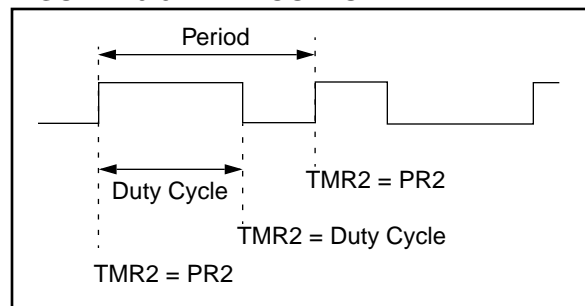 Period
Duty Cycle
TMR2 = PR2
TMR2 = Duty Cycle
TMR2 = PR2